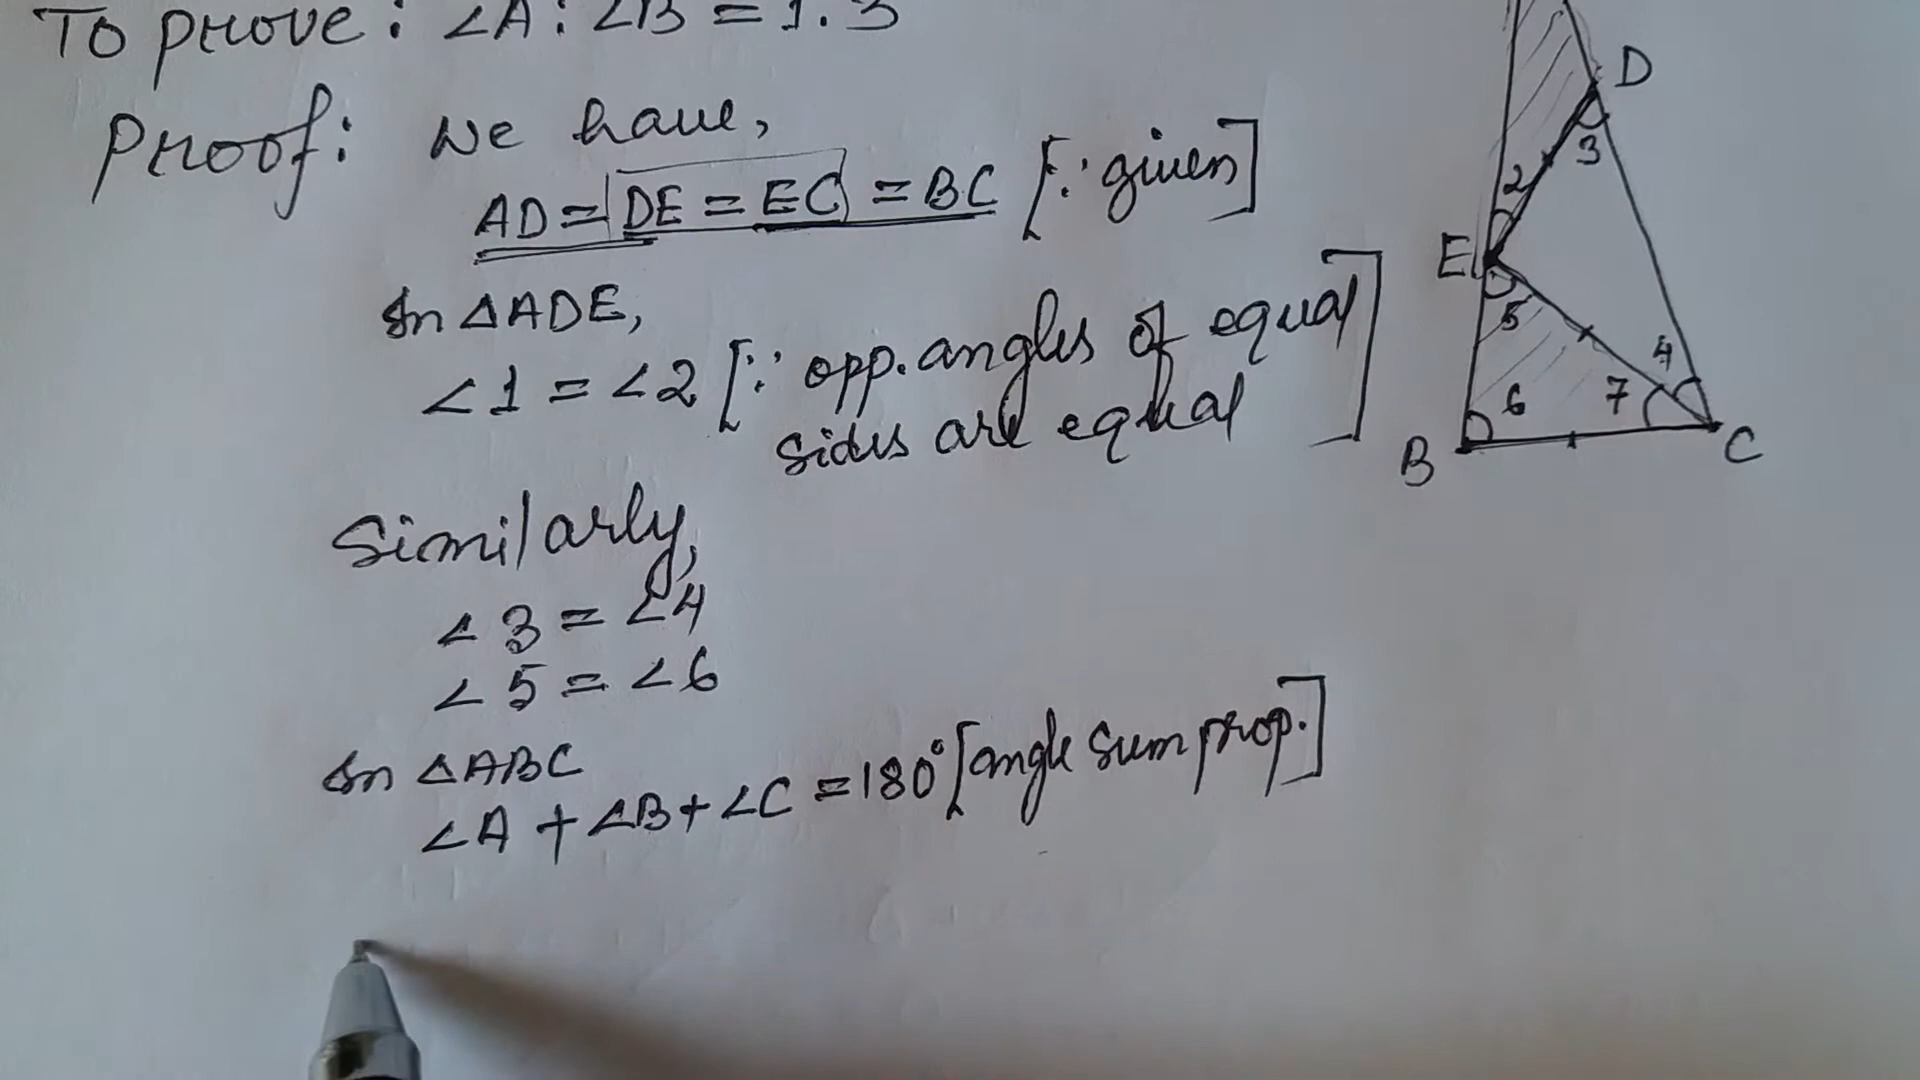 To prove: ∠A : ∠B = 1:3
Proof: We have,
AD = DE = EC = BC [∵ given]
In △ADE,
∠1 = ∠2 [∵ opp. angles of equal
sides are equal]
Similarly,
∠3 = ∠4
∠5 = ∠6
In △ABC
∠A + ∠B + ∠C = 180° [angle sum prop.]
D
3
2
E
5
4
6
7
B
C